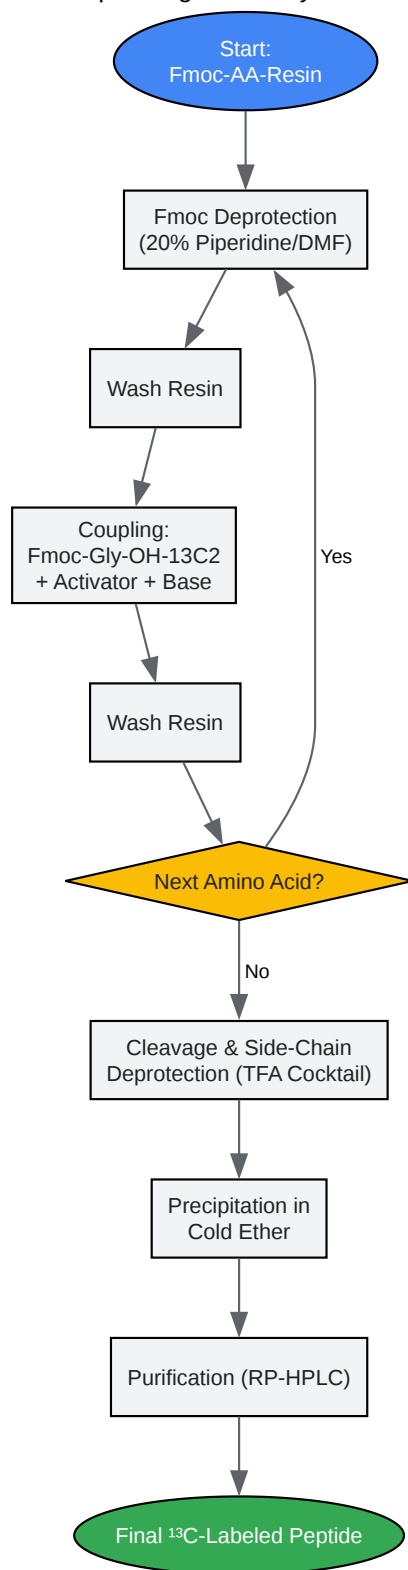 Start:
Fmoc-AA-Resin
Fmoc Deprotection
(20% Piperidine/DMF)
Wash Resin
Coupling:
Fmoc-Gly-OH-13C2
+ Activator + Base
Yes
Wash Resin
Next Amino Acid?
No
Cleavage & Side-Chain
Deprotection (TFA Cocktail)
Precipitation in
Cold Ether
Purification (RP-HPLC)
Final ¹³C-Labeled Peptide